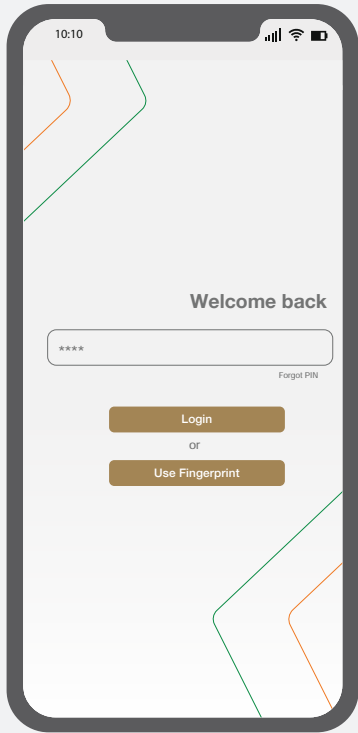 10:10
Welcome back
****
Forgot PIN
Login
or
Use Fingerprint